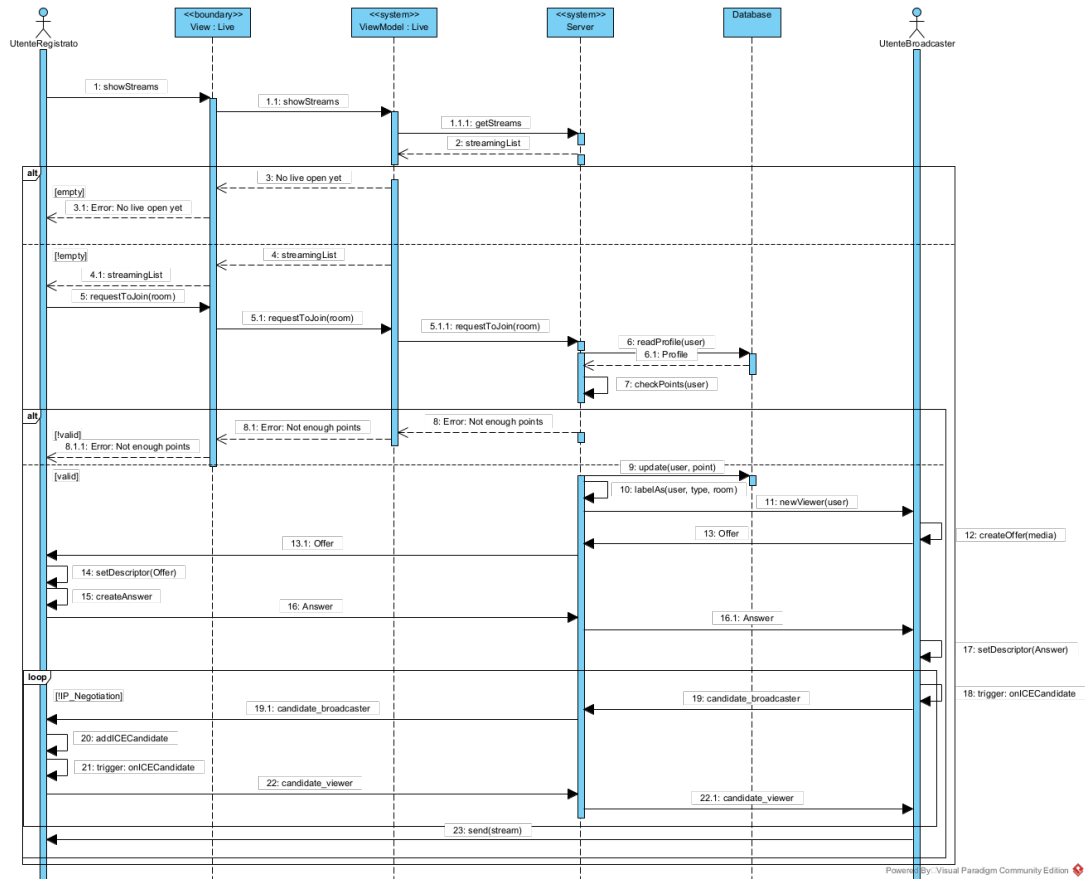 <<boundary>>
View : Live
<<system>>
ViewModel : Live
<<system>>
Server
Database
UtenteRegistrato
UtenteBroadcaster
1: showStreams
1.1: showStreams
1.1.1: getStreams
2: streamingList
alt
3: No live open yet
[empty]
3.1: Error: No live open yet
[!empty]
4: streamingList
4.1: streamingList
5: requestToJoin(room)
5.1: requestToJoin(room)
5.1.1: requestToJoin(room)
6: readProfile(user)
6.1: Profile
7: checkPoints(user)
alt
8: Error: Not enough points
8.1: Error: Not enough points
[!valid]
8.1.1: Error: Not enough points
9: update(user, point)
[valid]
10: labelAs(user, type, room)
11: newViewer(user)
12: createOffer(media)
13: Offer
13.1: Offer
14: setDescriptor(Offer)
15: createAnswer
16: Answer
16.1: Answer
17: setDescriptor(Answer)
loop
[!IP_Negotiation]
18: trigger: onICECandidate
19: candidate_broadcaster
19.1: candidate_broadcaster
20: addICECandidate
21: trigger: onICECandidate
22: candidate_viewer
22.1: candidate_viewer
23: send(stream)
Powered By Visual Paradigm Community Edition